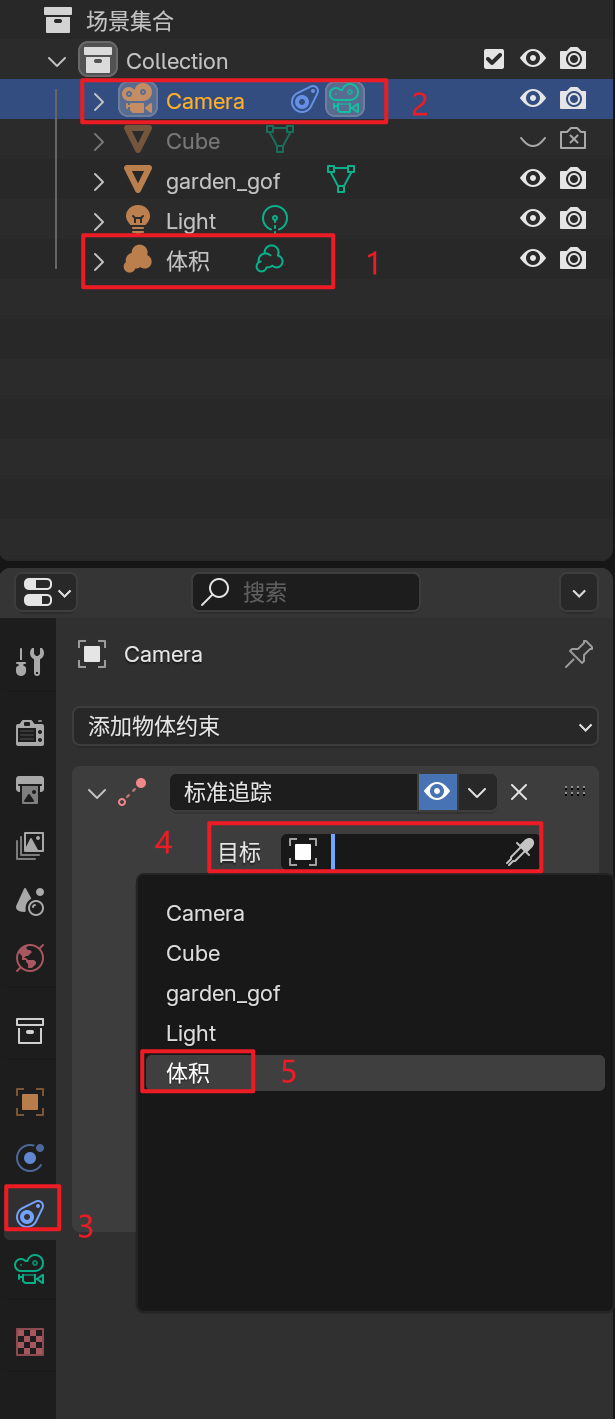 场景集合
Collection
Camera 2
Cube
garden_gof
Light
体积 1
搜索
Camera
添加物体约束
标准追踪
4 目标
Camera
Cube
garden_gof
Light
体积 5
3